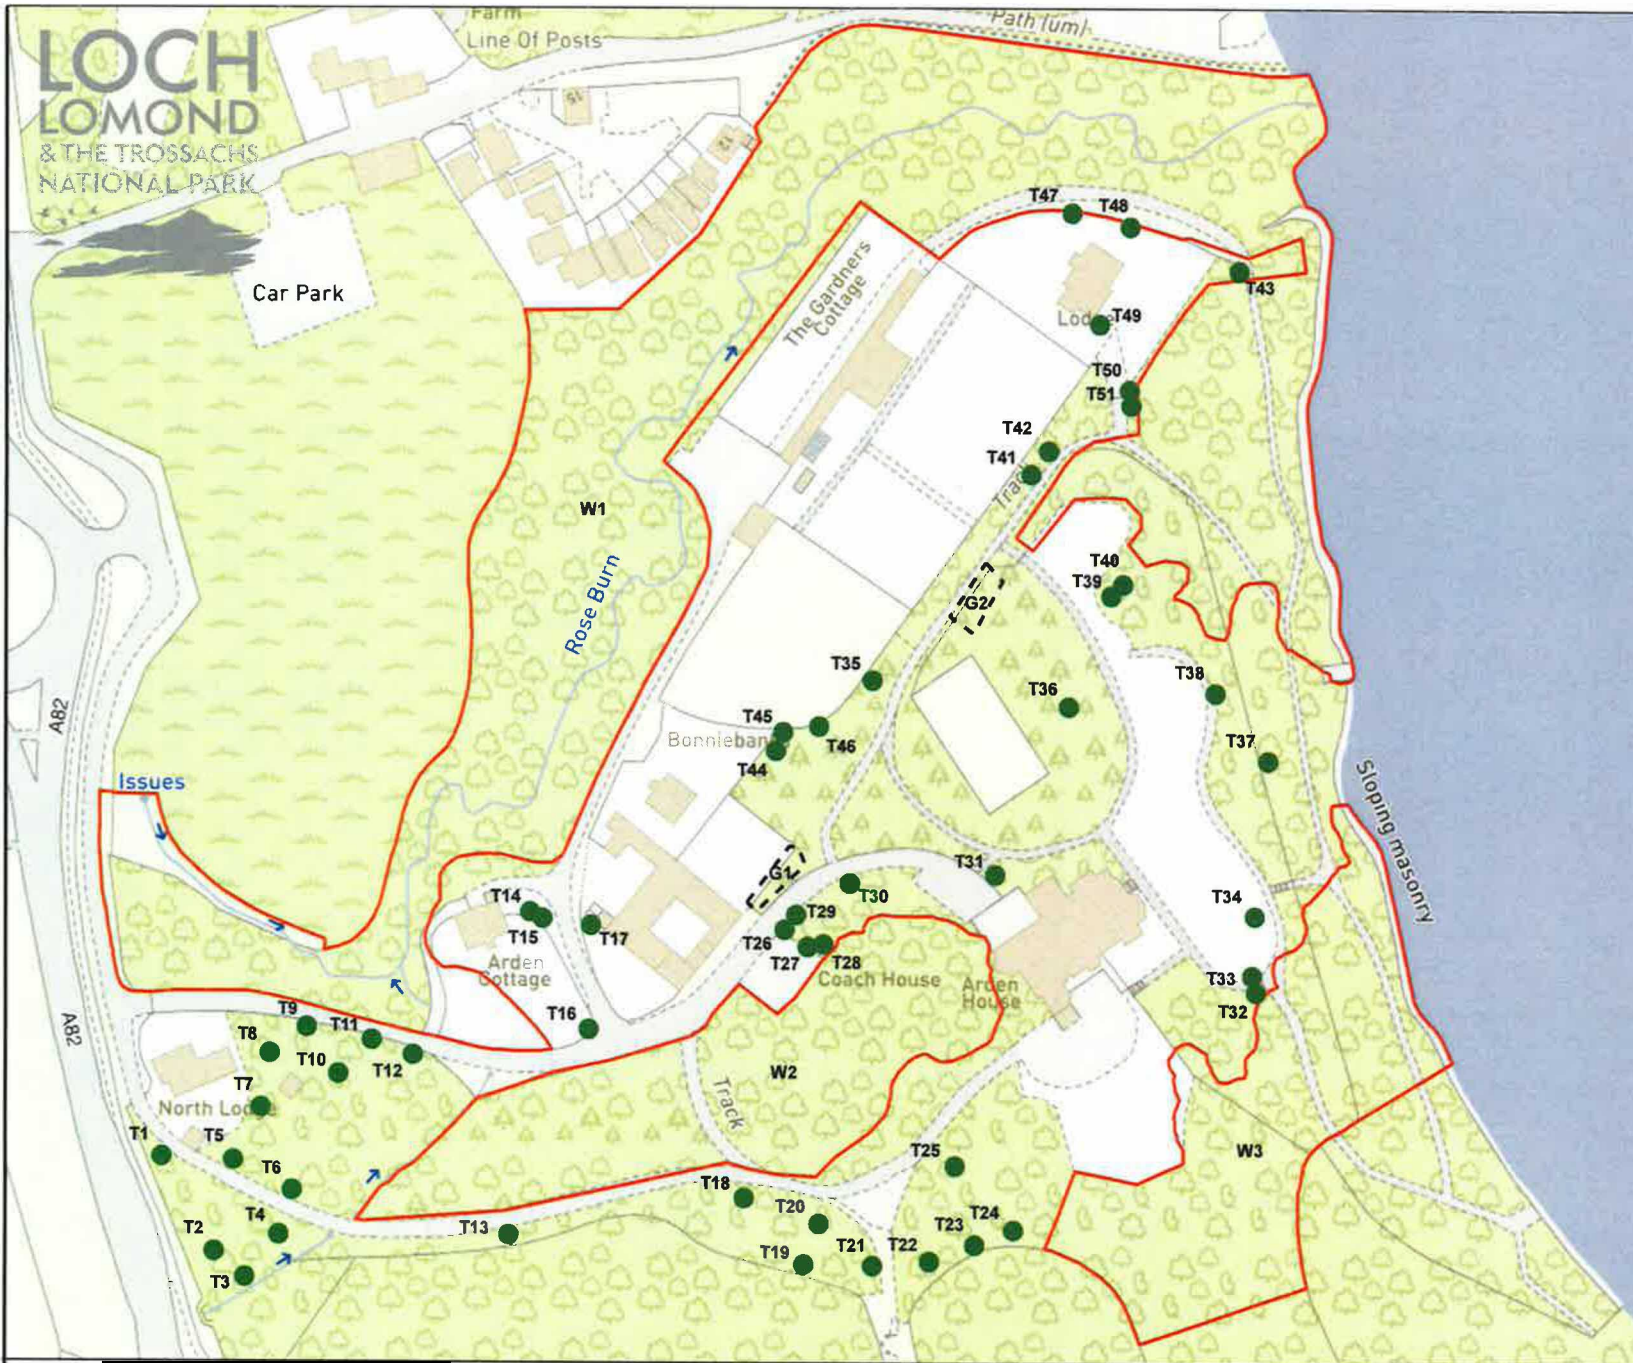 LOCH
LOMOND
& THE TROSSACHS
NATIONAL PARK
Farm
Line Of Posts
Path (um)
15
12
Car Park
The Gardners
Cottage
T47
T48
T43
Lodge
T49
T50
T51
T42
T41
Track
W1
Rose Burn
T40
T39
G2
T35
T36
T38
T37
A82
T45
Bonniebank
T46
T44
Issues
Sloping masonry
G1
T31
T30
T14
T15
T17
T29
T26
T27
T28
T34
Arden
Cottage
Coach House
Arden
House
T33
T32
T16
A82
T9
T11
T8
T10
T12
W2
Track
T7
North Lodge
T1
T5
T6
W3
T25
T18
T20
T2
T4
T13
T24
T23
T3
T19
T21
T22